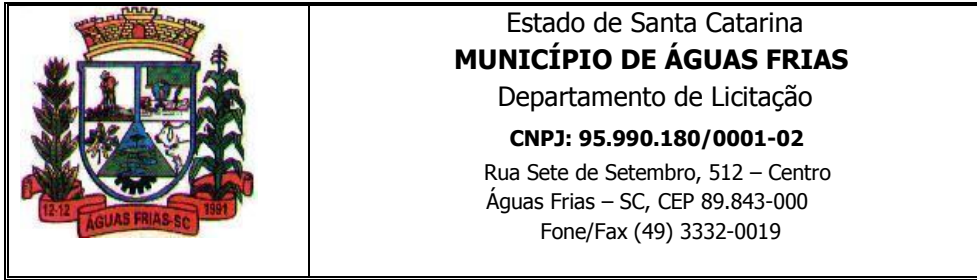 Estado de Santa Catarina
MUNICÍPIO DE ÁGUAS FRIAS
Departamento de Licitação
CNPJ: 95.990.180/0001-02
Rua Sete de Setembro, 512 – Centro
Águas Frias – SC, CEP 89.843-000
Fone/Fax (49) 3332-0019
12-12
ÁGUAS FRIAS-SC
1991